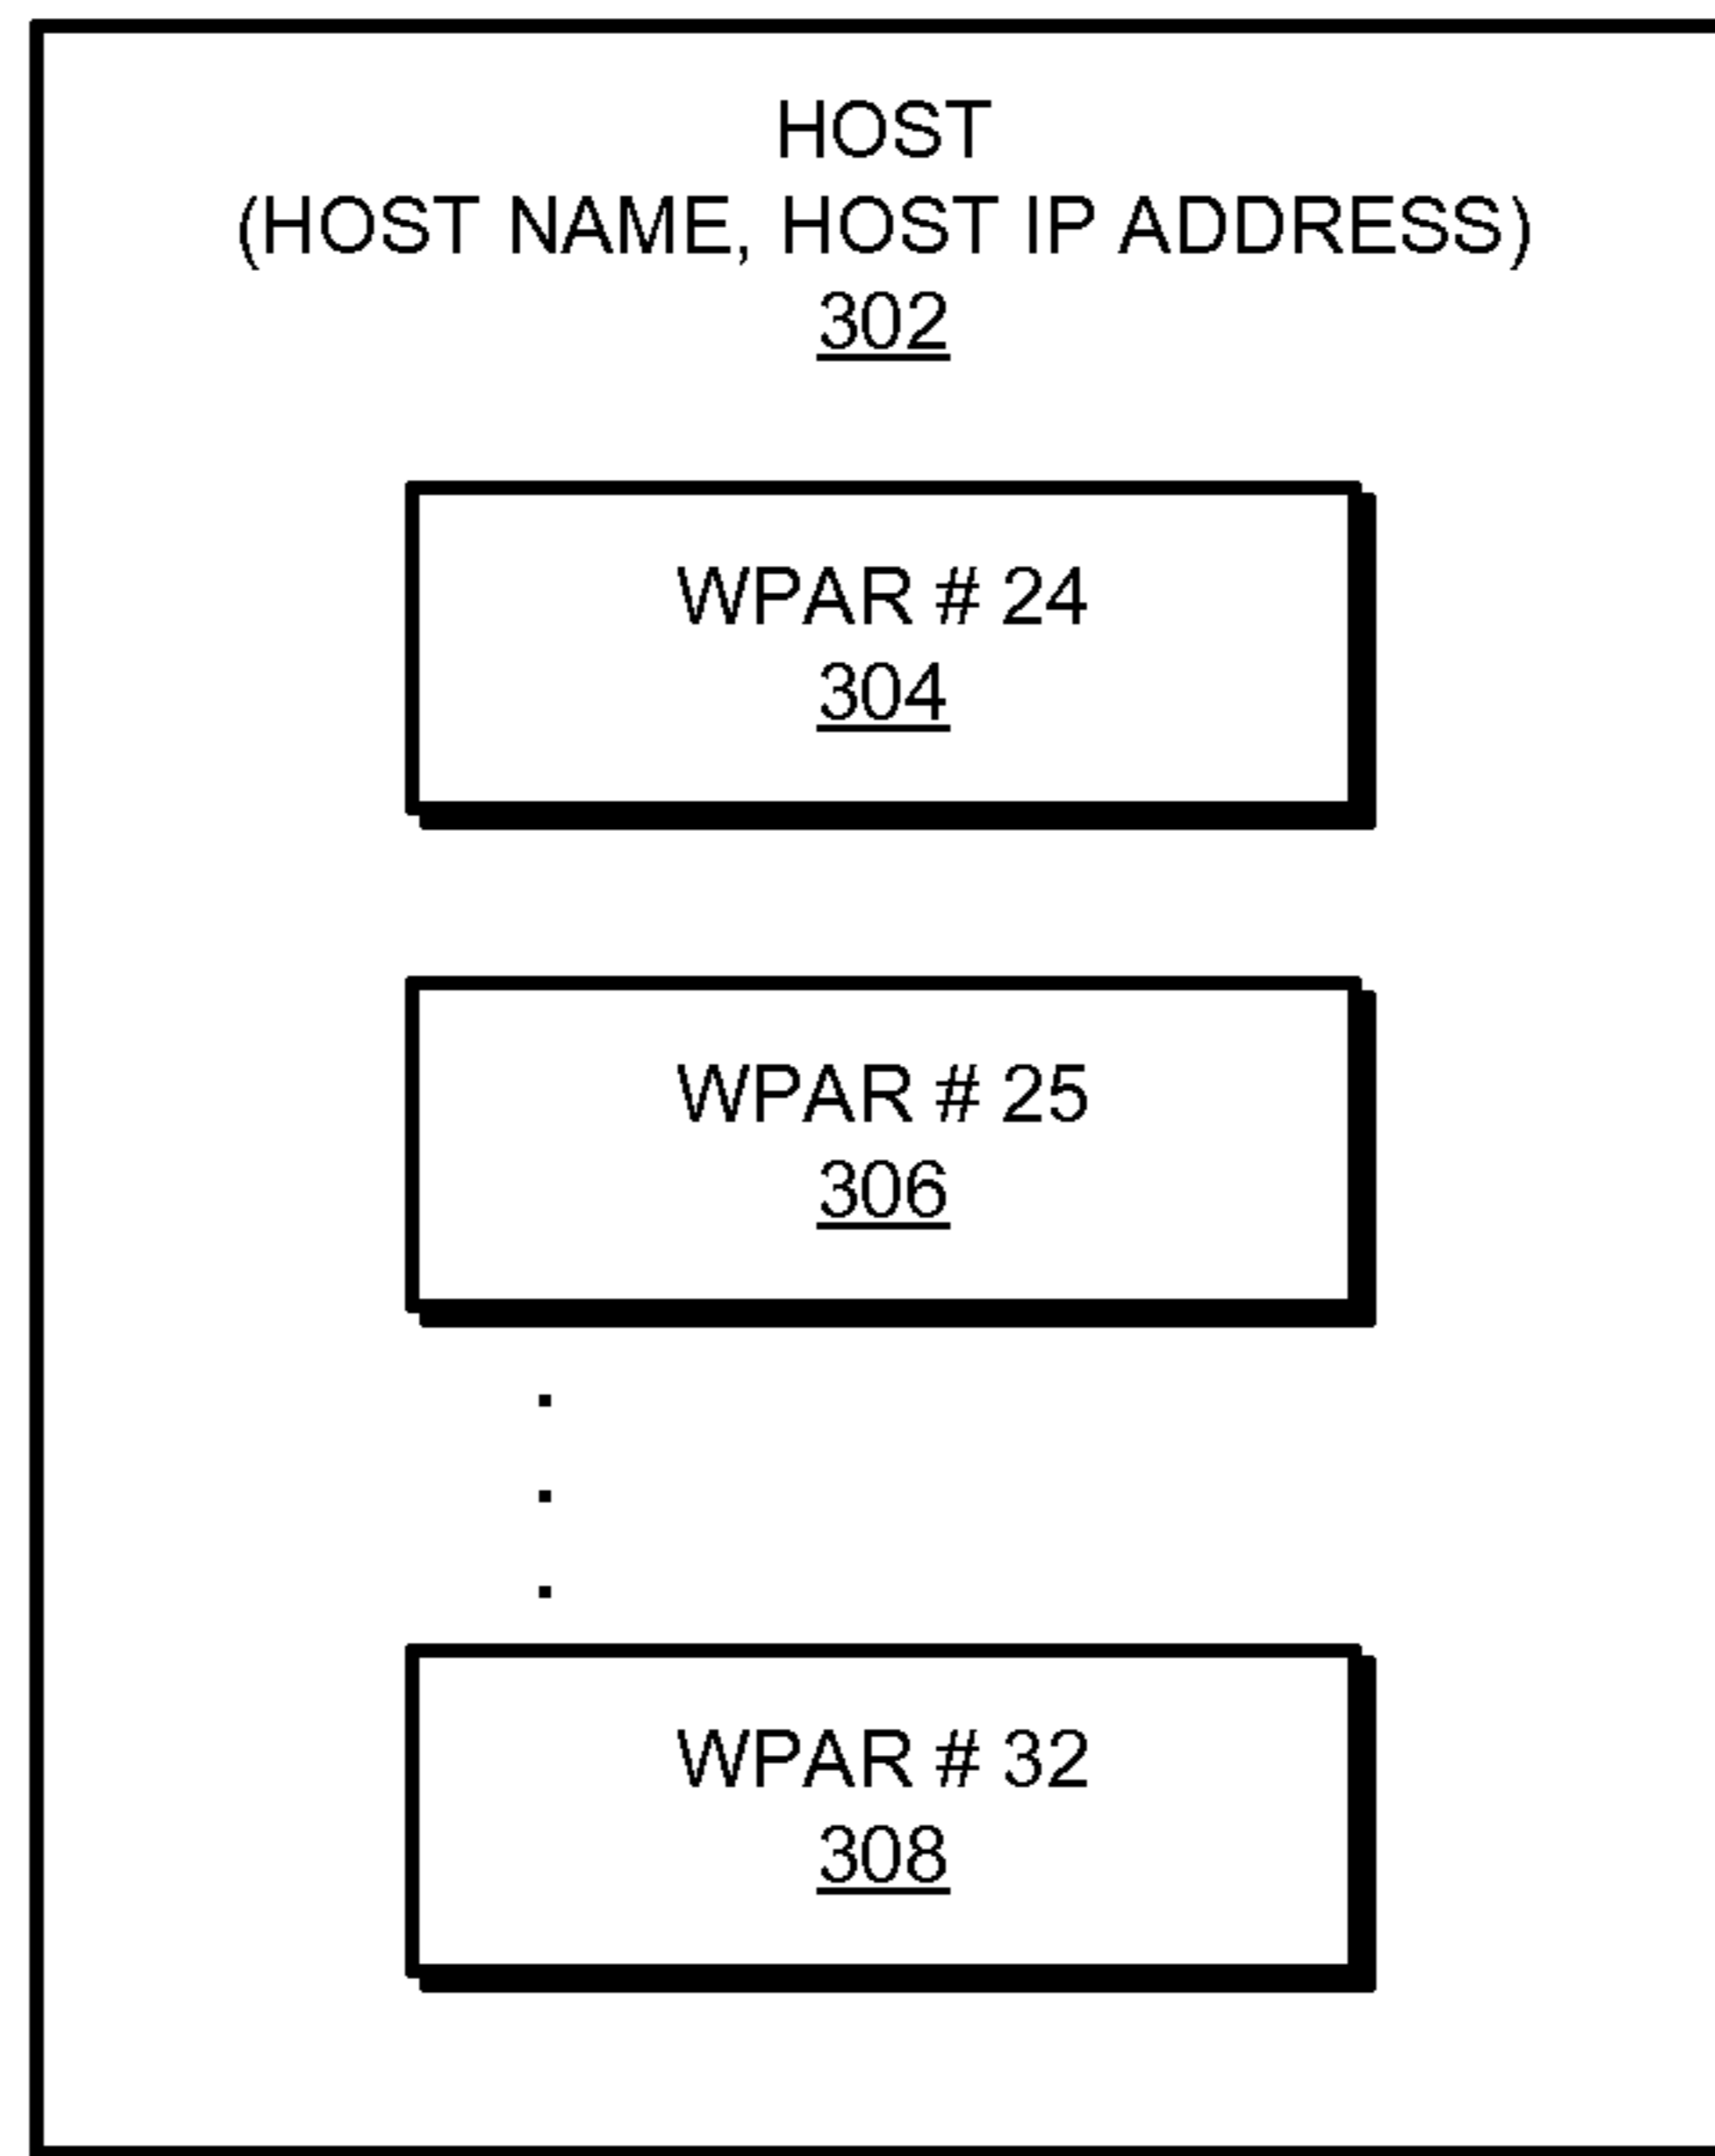 HOST
(HOST NAME, HOST IP ADDRESS)
302
WPAR # 24
304
WPAR # 25
306
.
.
.
WPAR # 32
308